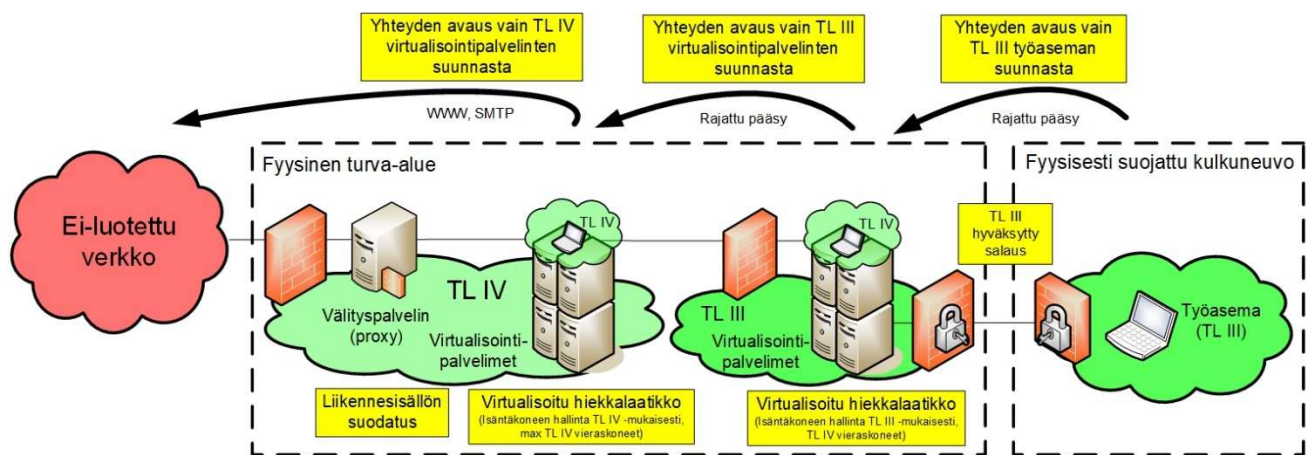 Yhteyden avaus vain TL IV
virtualisointipalvelinten
suunnasta
Yhteyden avaus vain TL III
virtualisointipalvelinten
suunnasta
Yhteyden avaus vain
TL III työaseman
suunnasta
WWW, SMTP
Rajattu pääsy
Rajattu pääsy
Fyysinen turva-alue
Fyysisesti suojattu kulkuneuvo
Ei-luotettu
verkko
TL IV
Välityspalvelin
(proxy)
TL IV
Virtualisointi-
palvelimet
TL IV
TL III
Virtualisointi-
palvelimet
TL III
hyväksytty
salaus
Työasema
(TL III)
Liikennesisällön
suodatus
Virtualisoitu hiekkalaatikko
(Isäntäkoneen hallinta TL IV -mukaisesti,
max TL IV vieraskoneet)
Virtualisoitu hiekkalaatikko
(Isäntäkoneen hallinta TL III -mukaisesti,
TL IV vieraskoneet)